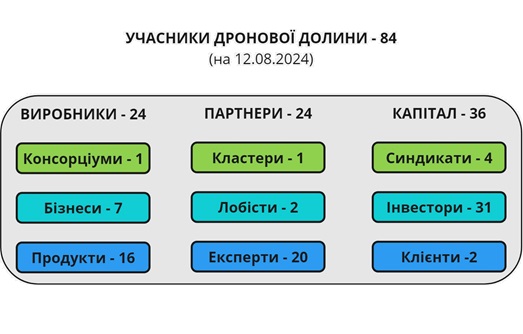 УЧАСНИКИ ДРОНОВОЇ ДОЛИНИ - 84
(на 12.08.2024)
ВИРОБНИКИ - 24 ПАРТНЕРИ - 24 КАПІТАЛ - 36
Консорціуми - 1 Кластери - 1 Синдикати - 4
Бізнеси - 7 Лобісти - 2 Інвестори - 31
Продукти - 16 Експерти - 20 Клієнти -2